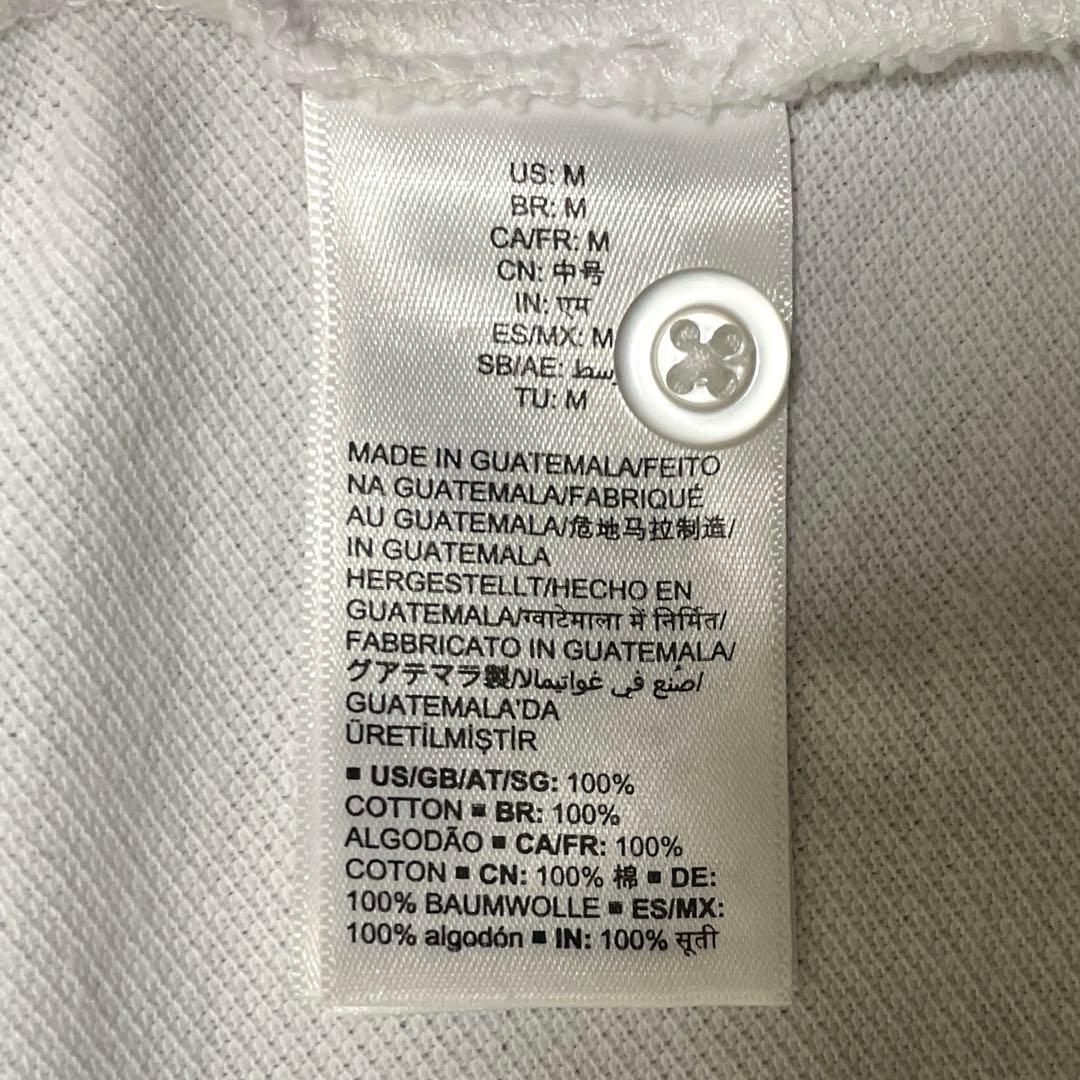 US: M
BR: M
CA/FR: M
CN: 中号
IN: एम
ES/MX: M
SB/AE:
TU: M
MADE IN GUATEMALA/FEITO
NA GUATEMALA/FABRIQUÉ
AU GUATEMALA/危地马拉制造/
IN GUATEMALA
HERGESTELLT/HECHO EN
GUATEMALA/ग्वाटेमाला में निर्मित/
FABBRICATO IN GUATEMALA/
グアテマラ製/أصنع في غواتيمالا/
GUATEMALA'DA
ÜRETİLMİŞTİR
▪ US/GB/AT/SG: 100%
COTTON ▪ BR: 100%
ALGODÃO ▪ CA/FR: 100%
COTON ▪ CN: 100% 棉 ▪ DE:
100% BAUMWOLLE ▪ ES/MX:
100% algodón ▪ IN: 100% सूती